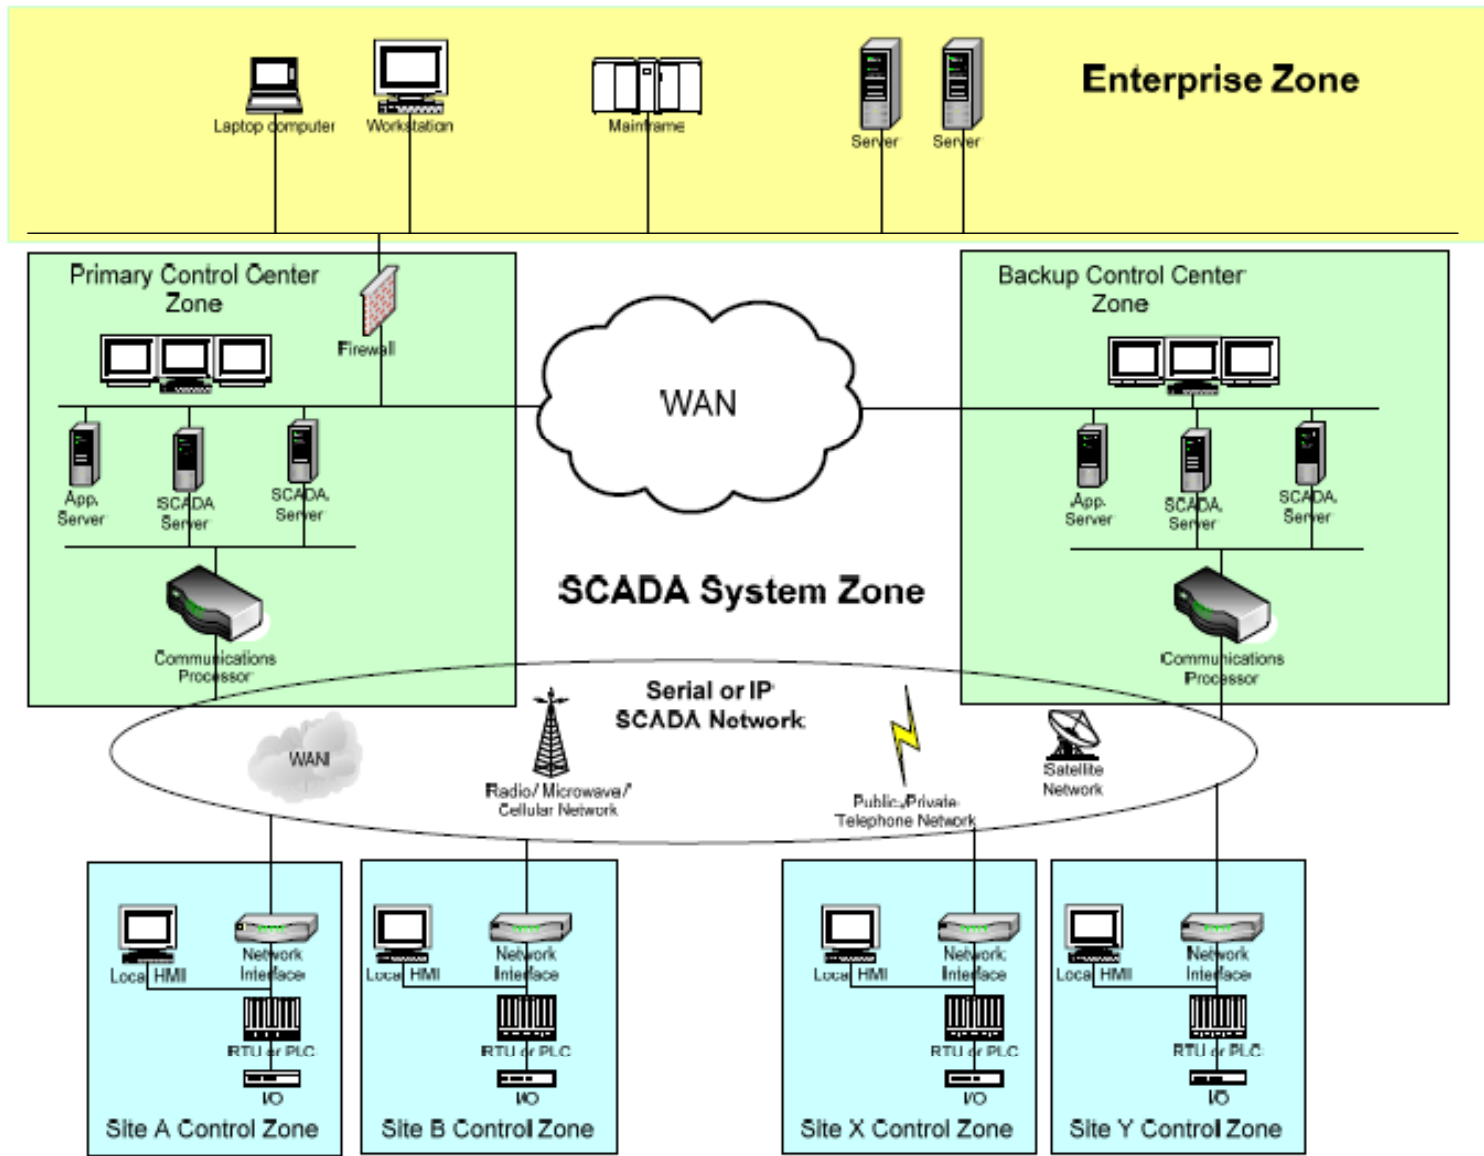 Enterprise Zone
Laptop computer
Workstation
Mainframe
Server
Server
Primary Control Center
Zone
Firewall
Backup Control Center
Zone
WAN
App.
Server
SCADA
Server
SCADA
Server
App.
Server
SCADA
Server
SCADA
Server
SCADA System Zone
Communications
Processor
Communications
Processor
Serial or IP
SCADA Network
WAN
Radio/ Microwave/
Cellular Network
Public/Private
Telephone Network
Satellite
Network
Local HMI
Network
Interface
RTU or PLC
I/O
Site A Control Zone
Local HMI
Network
Interface
RTU or PLC
I/O
Site B Control Zone
Local HMI
Network
Interface
RTU or PLC
I/O
Site X Control Zone
Local HMI
Network
Interface
RTU or PLC
I/O
Site Y Control Zone